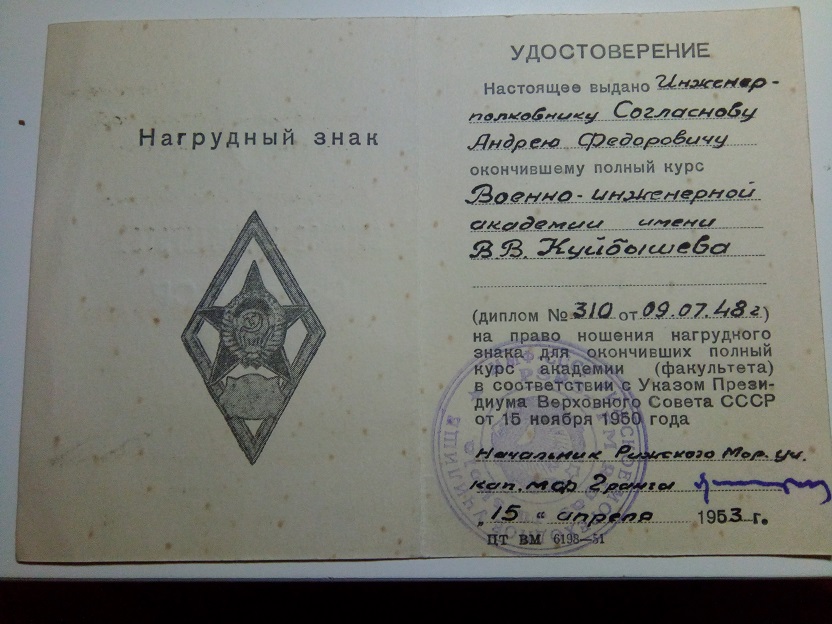 Нагрудный знак
УДОСТОВЕРЕНИЕ
Настоящее выдано Инженер-
полковнику Согласнову
Андрею Федоровичу
окончившему полный курс
Военно-инженерной
академии имени
В.В. Куйбышева
(диплом № 310 от 09.07.48г)
на право ношения нагрудного
знака для окончивших полный
курс академии (факультета)
в соответствии с Указом Прези-
диума Верховного Совета СССР
от 15 ноября 1950 года
Начальник Рижского Мор. уч.
кап. мор 2 ранга
„15" апреля 1953 г.
ПТ ВМ 6198—51